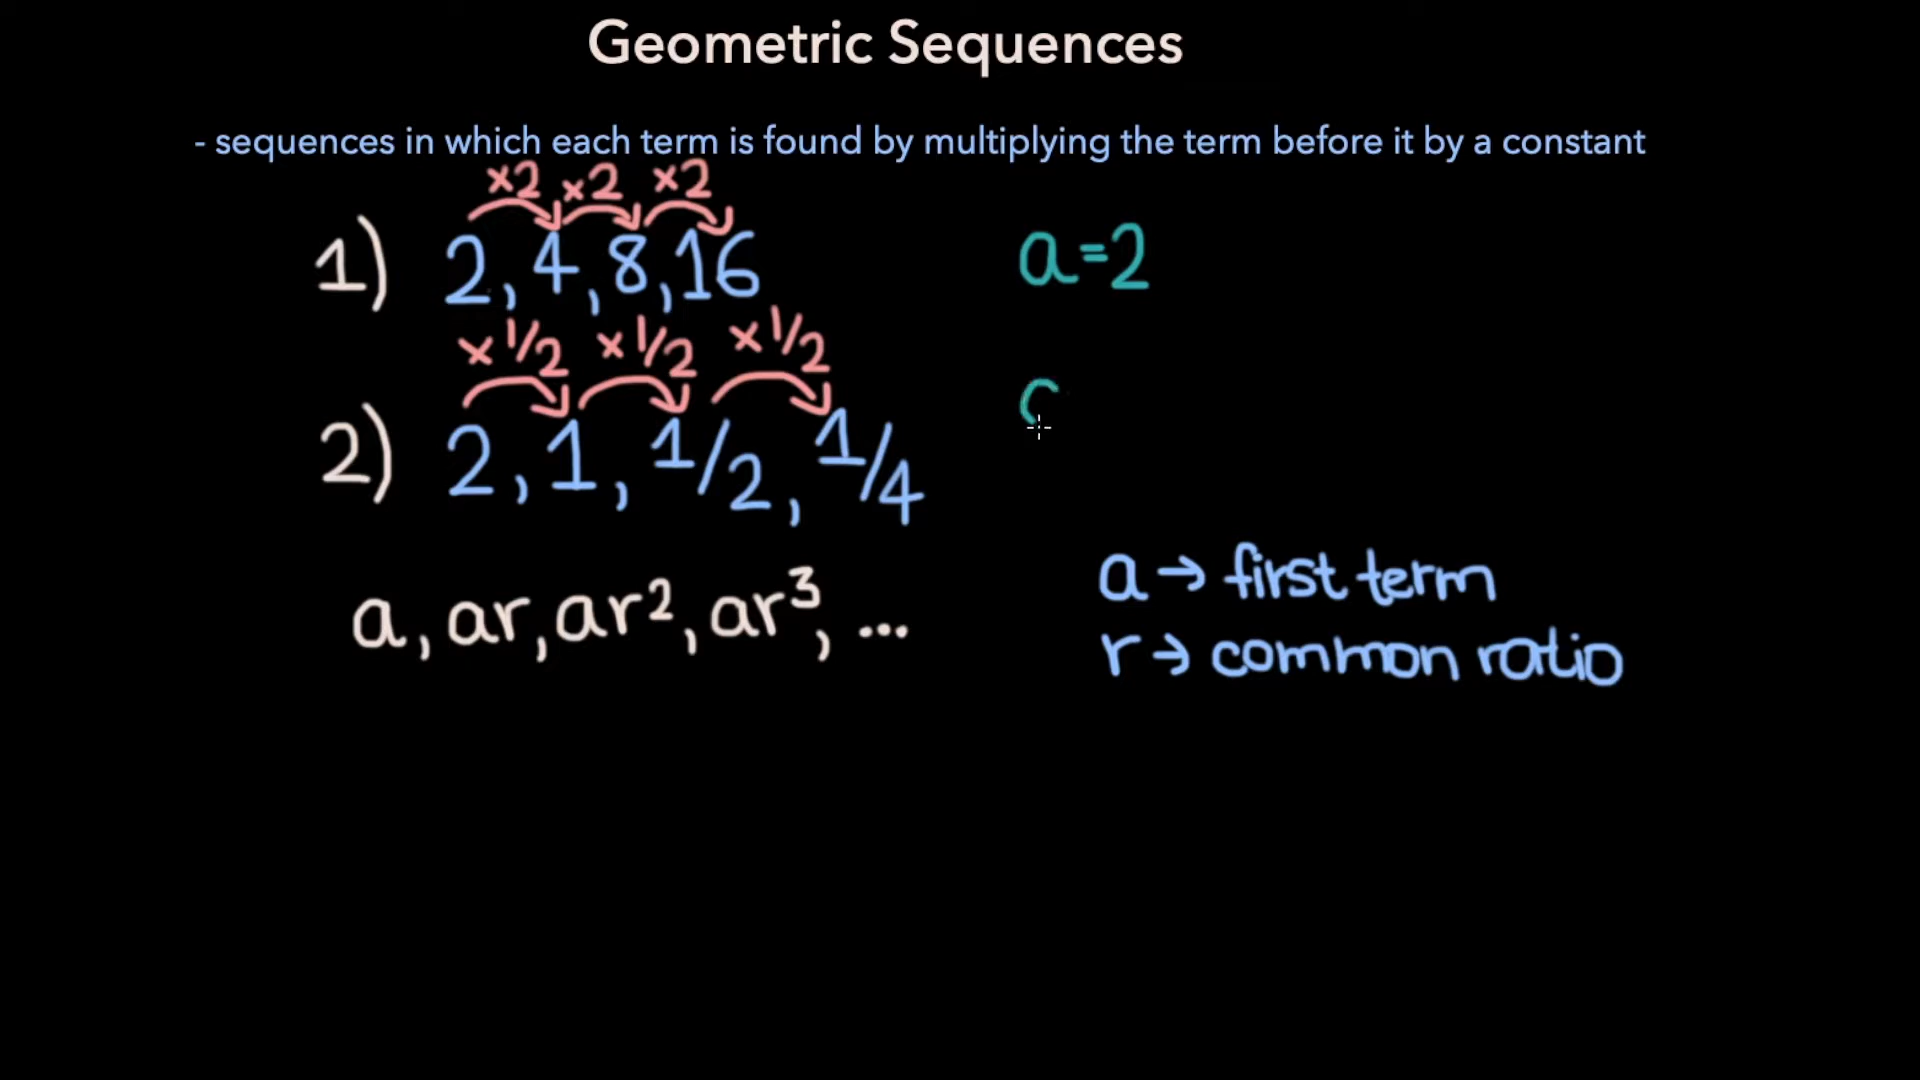 Geometric Sequences
- sequences in which each term is found by multiplying the term before it by a constant
×2 ×2 ×2
1) 2, 4, 8, 16
a=2
×1/2 ×1/2 ×1/2
2) 2, 1, 1/2, 1/4
a, ar, ar², ar³, ...
a → first term
r → common ratio